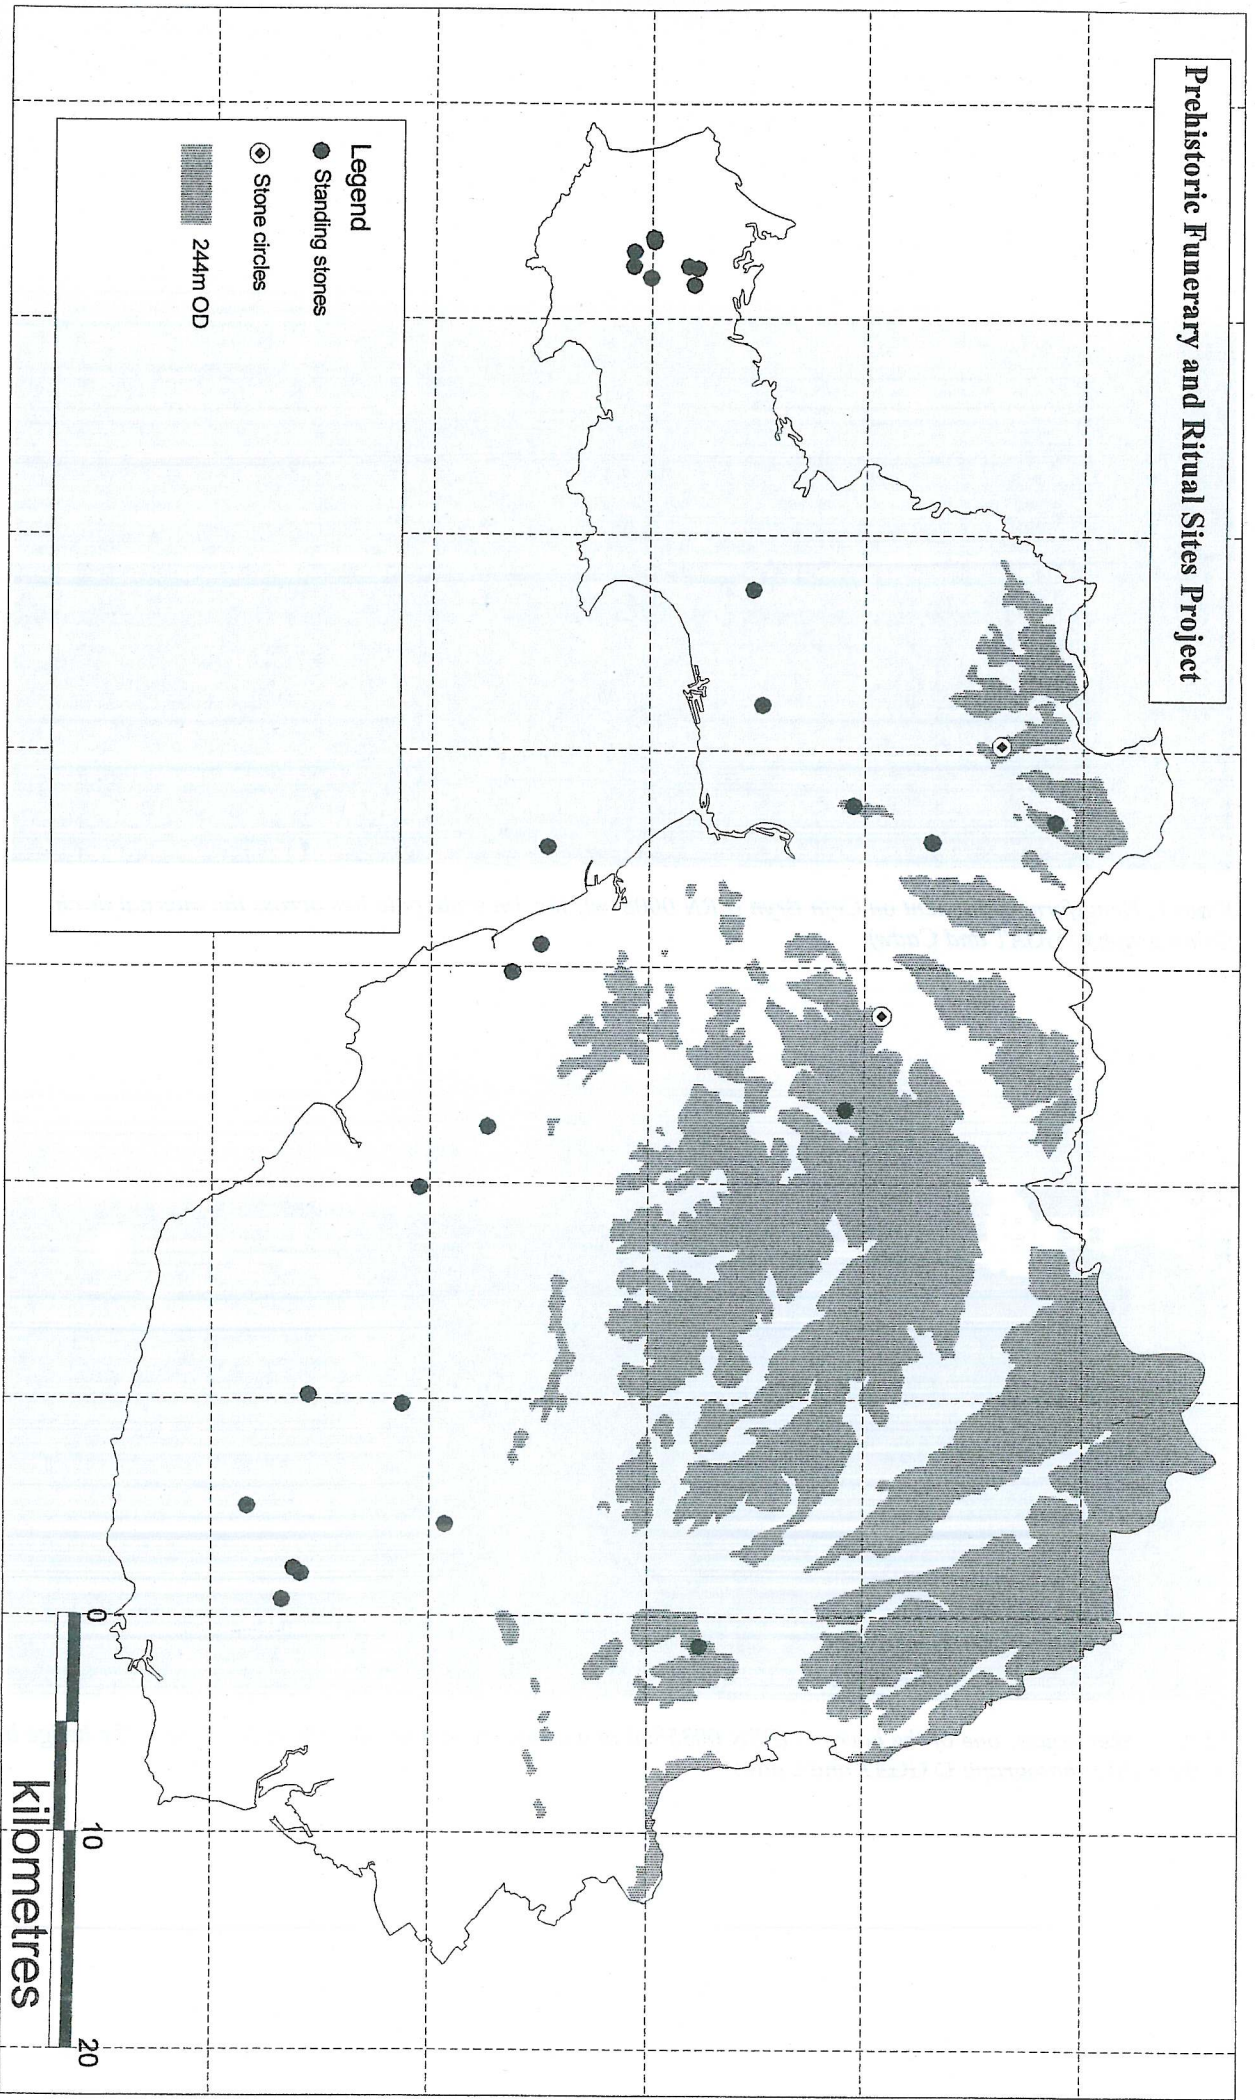 Prehistoric Funerary and Ritual Sites Project
Legend
Standing stones
Stone circles
244m OD
0
10
20
kilometres